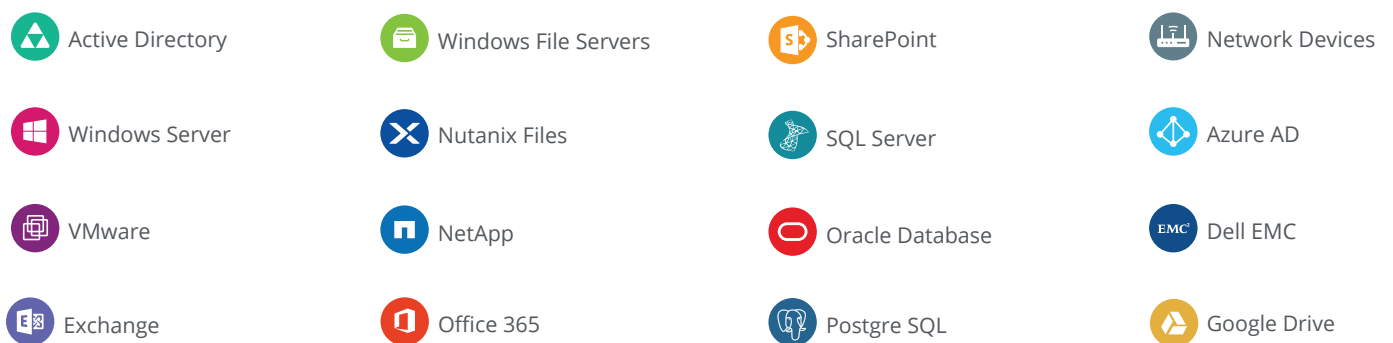 Active Directory
Windows File Servers
SharePoint
Network Devices
Windows Server
Nutanix Files
SQL Server
Azure AD
VMware
NetApp
Oracle Database
EMC²
Dell EMC
Exchange
Office 365
Postgre SQL
Google Drive